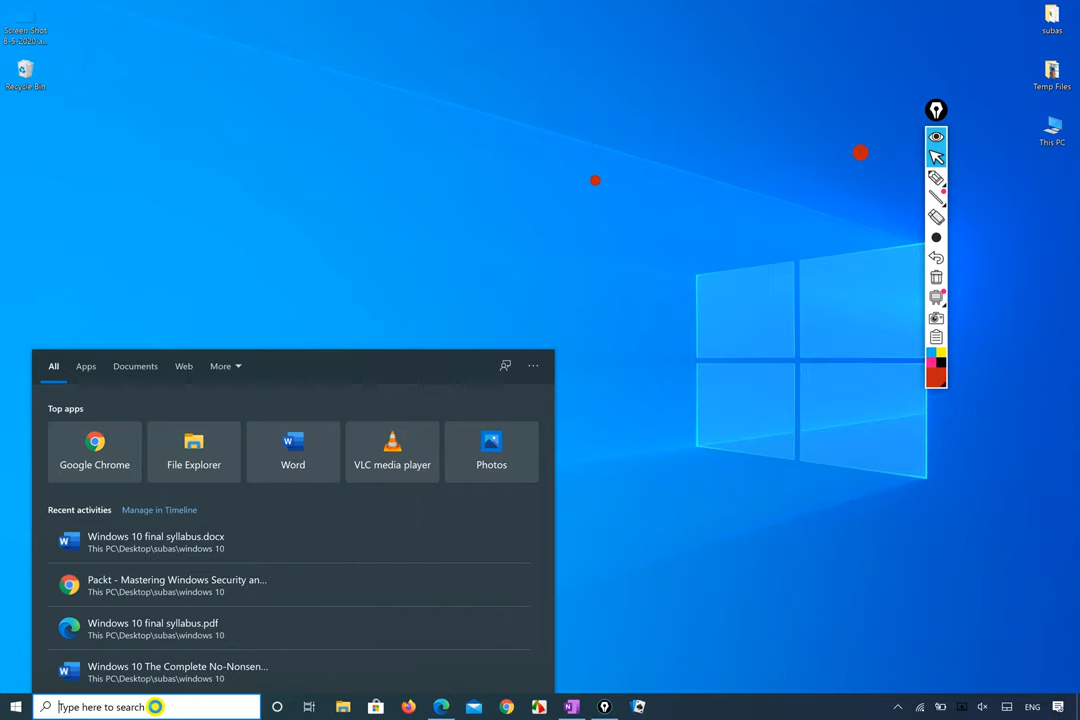 Screen Shot
8-5-2020 a...
Recycle Bin
subas
Temp Files
This PC
All
Apps
Documents
Web
More
Top apps
Google Chrome
File Explorer
Word
VLC media player
Photos
Recent activities
Manage in Timeline
Windows 10 final syllabus.docx
This PC\Desktop\subas\windows 10
Packt - Mastering Windows Security an...
This PC\Desktop\subas\windows 10
Windows 10 final syllabus.pdf
This PC\Desktop\subas\windows 10
Windows 10 The Complete No-Nonsen...
This PC\Desktop\subas\windows 10
Type here to search
ENG